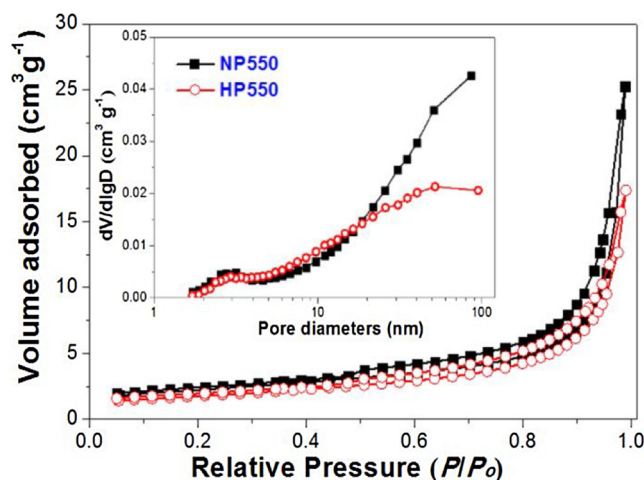 Volume adsorbed (cm³ g⁻¹)
30
25
20
15
10
5
0
0.0 0.2 0.4 0.6 0.8 1.0
Relative Pressure (P/Po)
dV/dlgD (cm³ g⁻¹)
0.05
0.04
0.03
0.02
0.01
0.00
1 10 100
Pore diameters (nm)
NP550
HP550